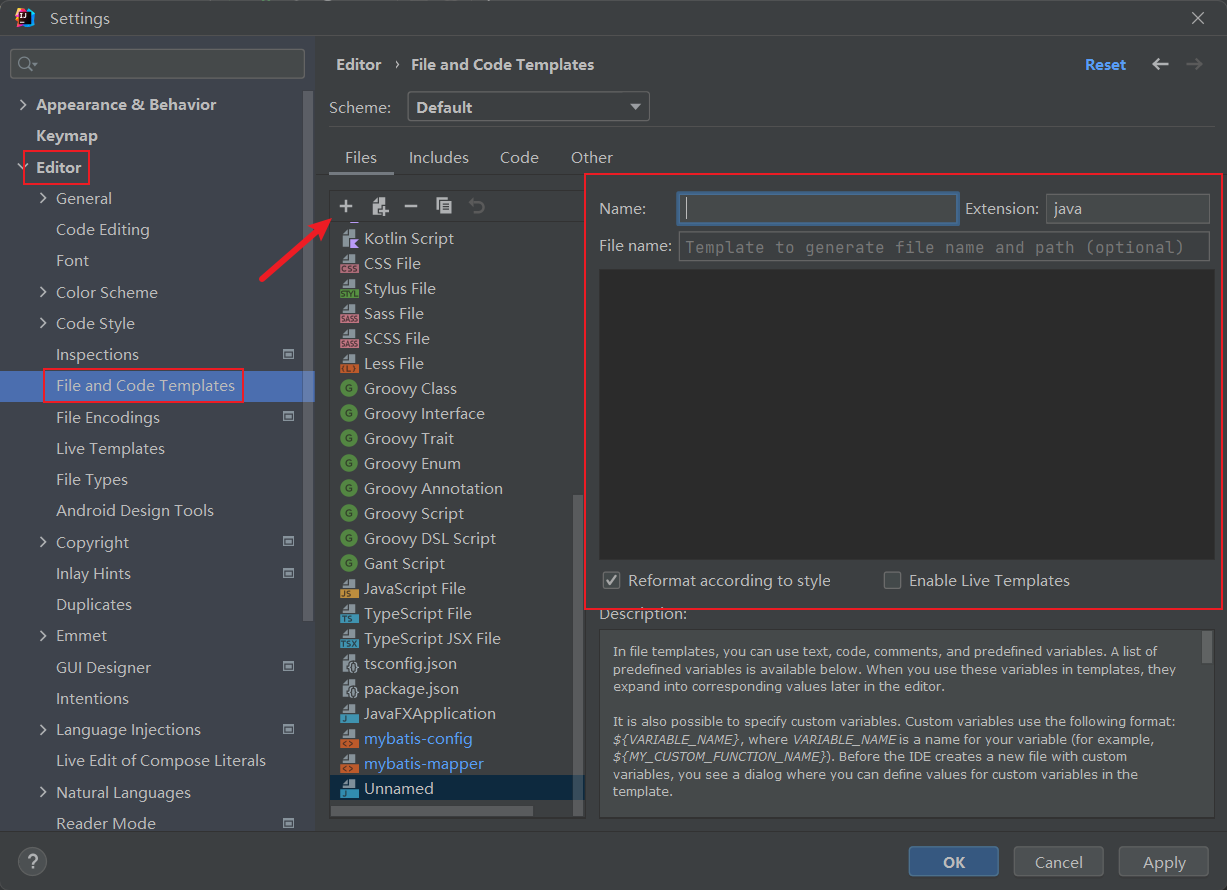 Settings
Editor › File and Code Templates
Reset
Appearance & Behavior
Keymap
Editor
General
Code Editing
Font
Color Scheme
Code Style
Inspections
File and Code Templates
File Encodings
Live Templates
File Types
Android Design Tools
Copyright
Inlay Hints
Duplicates
Emmet
GUI Designer
Intentions
Language Injections
Live Edit of Compose Literals
Natural Languages
Reader Mode
Scheme: Default
Files Includes Code Other
Kotlin Script
CSS File
Stylus File
Sass File
SCSS File
Less File
Groovy Class
Groovy Interface
Groovy Trait
Groovy Enum
Groovy Annotation
Groovy Script
Groovy DSL Script
Gant Script
JavaScript File
TypeScript File
TypeScript JSX File
tsconfig.json
package.json
JavaFXApplication
mybatis-config
mybatis-mapper
Unnamed
Name: Extension: java
File name: Template to generate file name and path (optional)
Reformat according to style Enable Live Templates
Description:
In file templates, you can use text, code, comments, and predefined variables. A list of
predefined variables is available below. When you use these variables in templates, they
expand into corresponding values later in the editor.
It is also possible to specify custom variables. Custom variables use the following format:
${VARIABLE_NAME}, where VARIABLE_NAME is a name for your variable (for example,
${MY_CUSTOM_FUNCTION_NAME}). Before the IDE creates a new file with custom
variables, you see a dialog where you can define values for custom variables in the
template.
? OK Cancel Apply